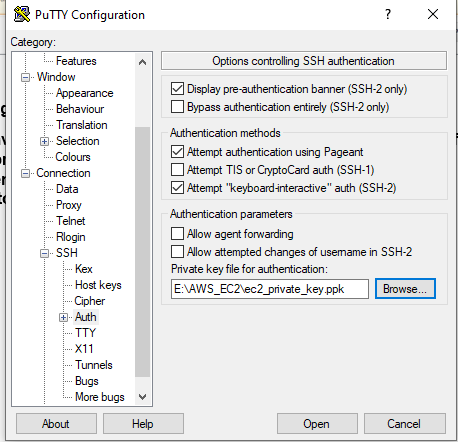 PuTTY Configuration
Category:
Features
Window
Appearance
Behaviour
Translation
Selection
Colours
Connection
Data
Proxy
Telnet
Rlogin
SSH
Kex
Host keys
Cipher
Auth
TTY
X11
Tunnels
Bugs
More bugs
Options controlling SSH authentication
Display pre-authentication banner (SSH-2 only)
Bypass authentication entirely (SSH-2 only)
Authentication methods
Attempt authentication using Pageant
Attempt TIS or CryptoCard auth (SSH-1)
Attempt "keyboard-interactive" auth (SSH-2)
Authentication parameters
Allow agent forwarding
Allow attempted changes of username in SSH-2
Private key file for authentication:
E:\AWS_EC2\ec2_private_key.ppk
Browse...
About
Help
Open
Cancel